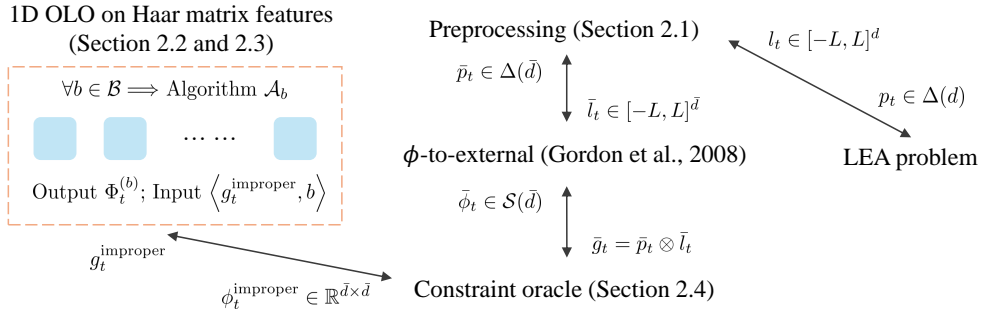 1D OLO on Haar matrix features
(Section 2.2 and 2.3)
∀b ∈ ℬ ⟹ Algorithm 𝒜_b
... ...
Output Φ_t^{(b)}; Input ⟨g_t^{improper}, b⟩
g_t^{improper}
ϕ_t^{improper} ∈ ℝ^{d̄×d̄}
Preprocessing (Section 2.1)
p̄_t ∈ Δ(d̄)
l̄_t ∈ [-L, L]^{d̄}
ϕ-to-external (Gordon et al., 2008)
ϕ̄_t ∈ 𝒮(d̄)
ḡ_t = p̄_t ⊗ l̄_t
Constraint oracle (Section 2.4)
l_t ∈ [-L, L]^d
p_t ∈ Δ(d)
LEA problem